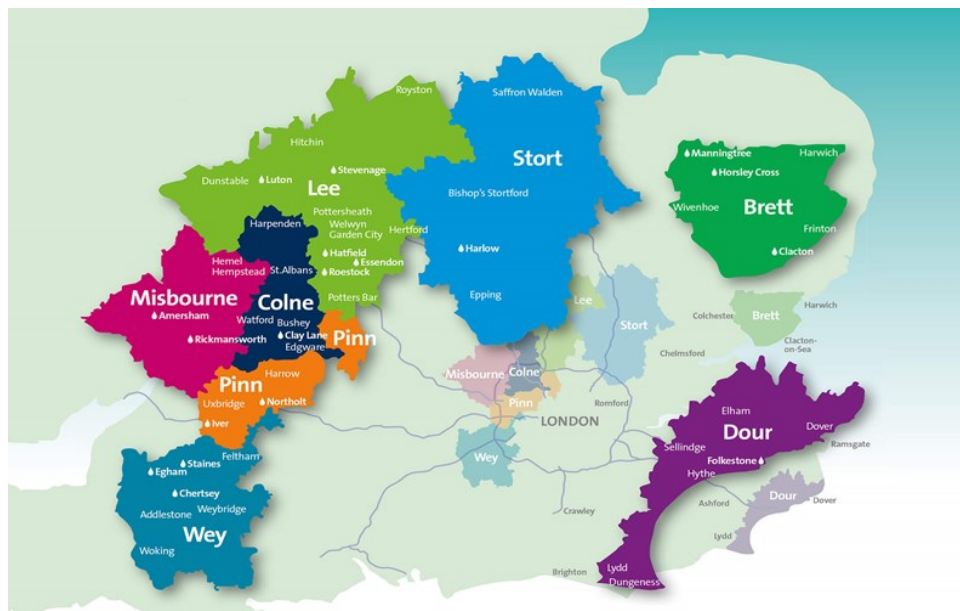 Royston
Saffron Walden
Hitchin
Stort
Manningtree
Harwich
Horsley Cross
Dunstable
Luton
Stevenage
Lee
Bishop's Stortford
Wivenhoe
Brett
Pottersheath
Welwyn
Garden City
Hertford
Frinton
Harpenden
Hatfield
Essendon
Roestock
Harlow
Clacton
Hemel
Hempstead
St.Albans
Misbourne
Amersham
Colne
Potters Bar
Epping
Watford
Bushey
Clay Lane
Edgware
Rickmansworth
Pinn
Lee
Stort
Colchester
Brett
Harwich
Clacton-
on-Sea
Chelmsford
Misbourne
Colne
Pinn
Romford
LONDON
Wey
Pinn
Harrow
Uxbridge
Northolt
Iver
Feltham
Staines
Egham
Chertsey
Weybridge
Addlestone
Wey
Woking
Elham
Dour
Dover
Sellindge
Folkestone
Hythe
Ramsgate
Ashford
Dour
Dover
Crawley
Lydd
Brighton
Lydd
Dungeness